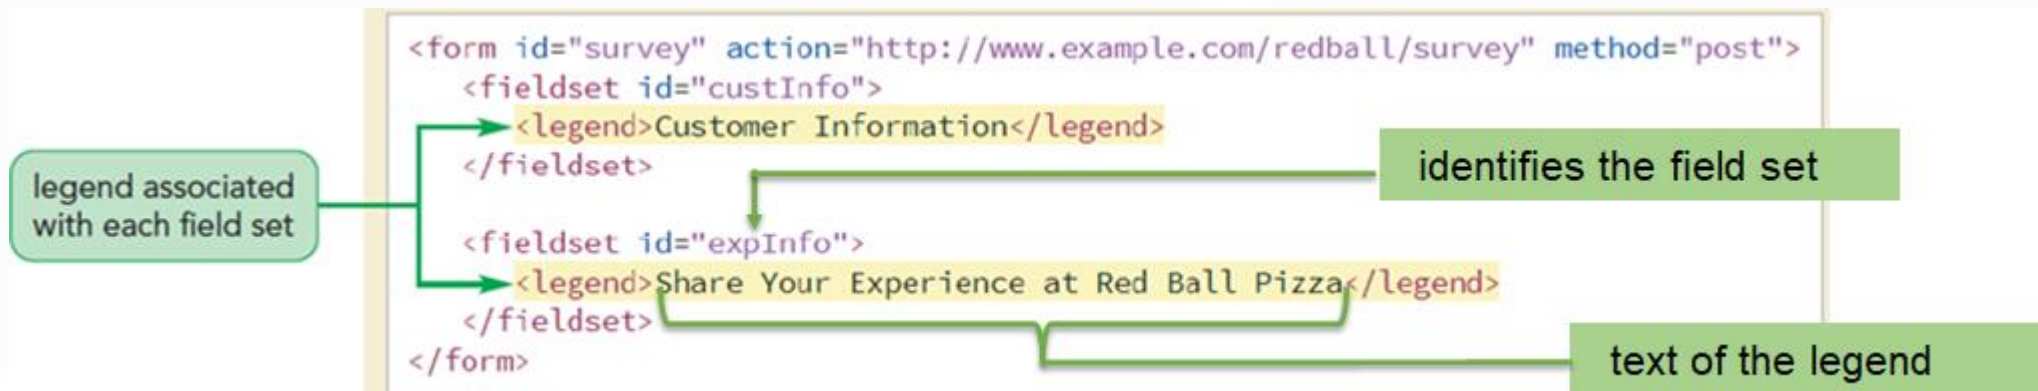 <form id="survey" action="http://www.example.com/redball/survey" method="post">
<fieldset id="custInfo">
<legend>Customer Information</legend>
</fieldset>
<fieldset id="expInfo">
<legend>Share Your Experience at Red Ball Pizza</legend>
</fieldset>
</form>
legend associated
with each field set
identifies the field set
text of the legend